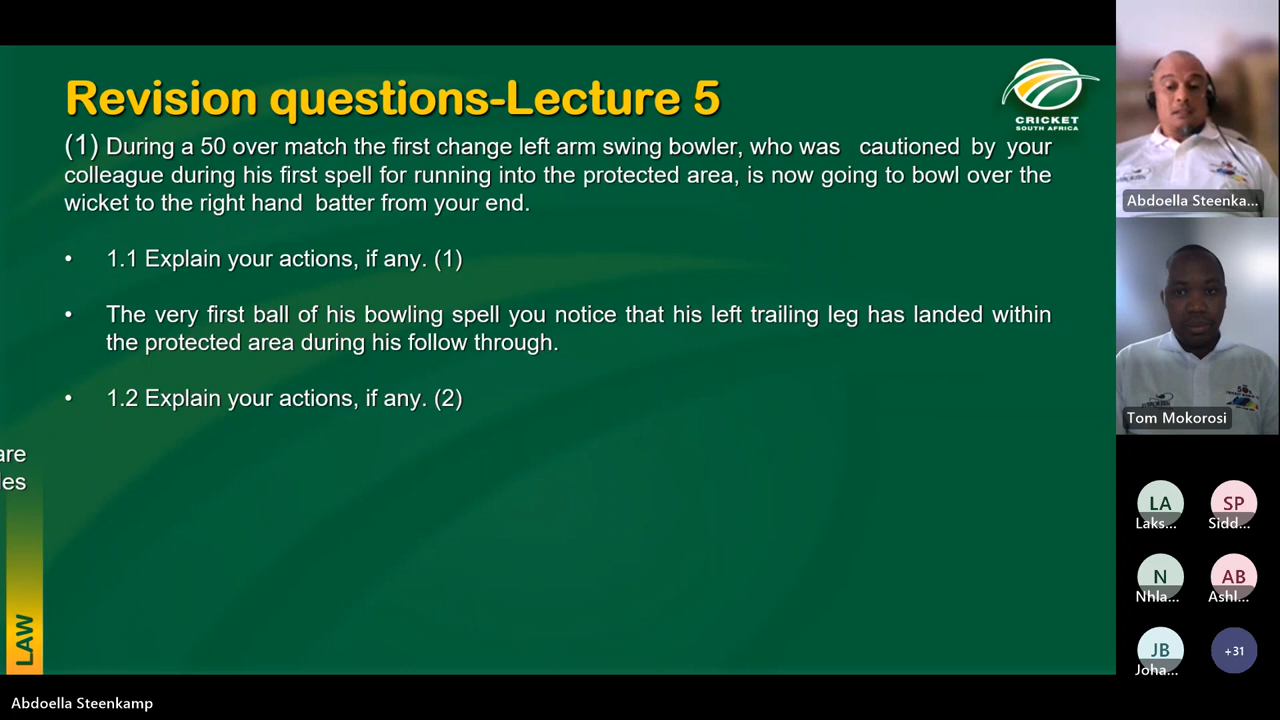 Revision questions-Lecture 5
CRICKET
SOUTH AFRICA
(1) During a 50 over match the first change left arm swing bowler, who was cautioned by your
colleague during his first spell for running into the protected area, is now going to bowl over the
wicket to the right hand batter from your end.
• 1.1 Explain your actions, if any. (1)
• The very first ball of his bowling spell you notice that his left trailing leg has landed within
the protected area during his follow through.
• 1.2 Explain your actions, if any. (2)
are
les
LAW
Abdoella Steenka...
Tom Mokorosi
LA
Laks...
SP
Sidd...
N
Nhla...
AB
Ashl...
JB
Joha...
+31
Abdoella Steenkamp